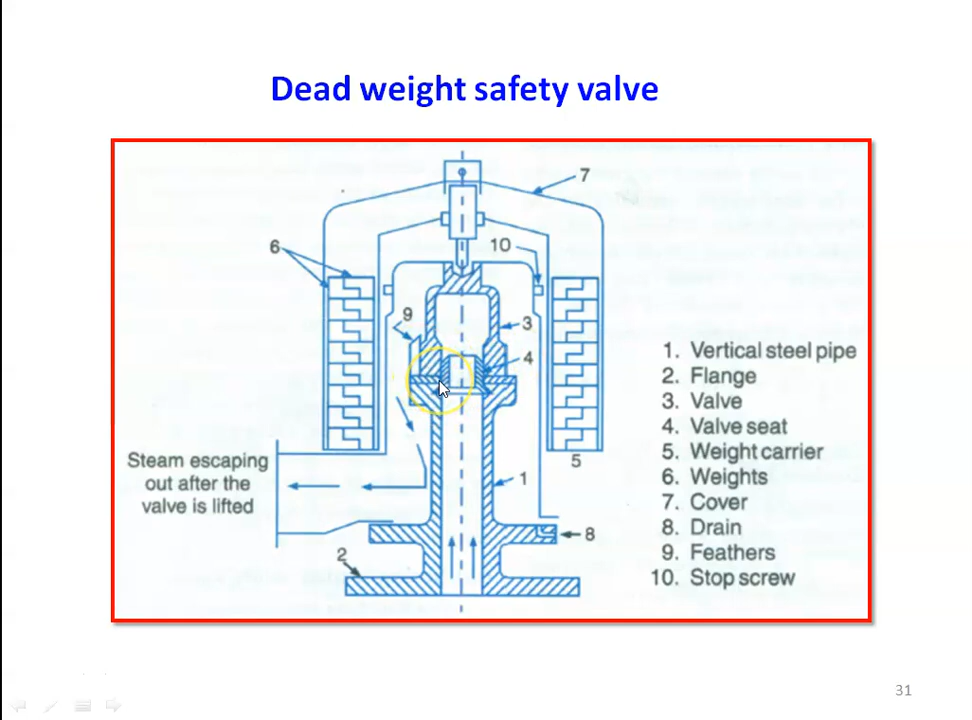 Dead weight safety valve
7
6
10
9
3
4
5
Steam escaping
out after the
valve is lifted
1
8
2
1. Vertical steel pipe
2. Flange
3. Valve
4. Valve seat
5. Weight carrier
6. Weights
7. Cover
8. Drain
9. Feathers
10. Stop screw
31